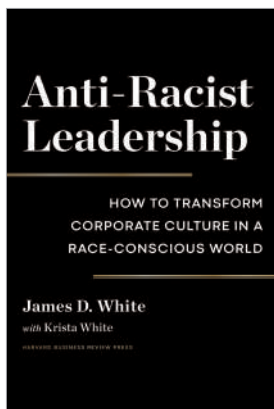 Anti-Racist
Leadership
HOW TO TRANSFORM
CORPORATE CULTURE IN A
RACE-CONSCIOUS WORLD
James D. White
with Krista White
HARVARD BUSINESS REVIEW PRESS